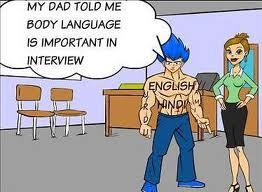 MY DAD TOLD ME
BODY LANGUAGE
IS IMPORTANT IN
INTERVIEW
ENGLISH
HINDI